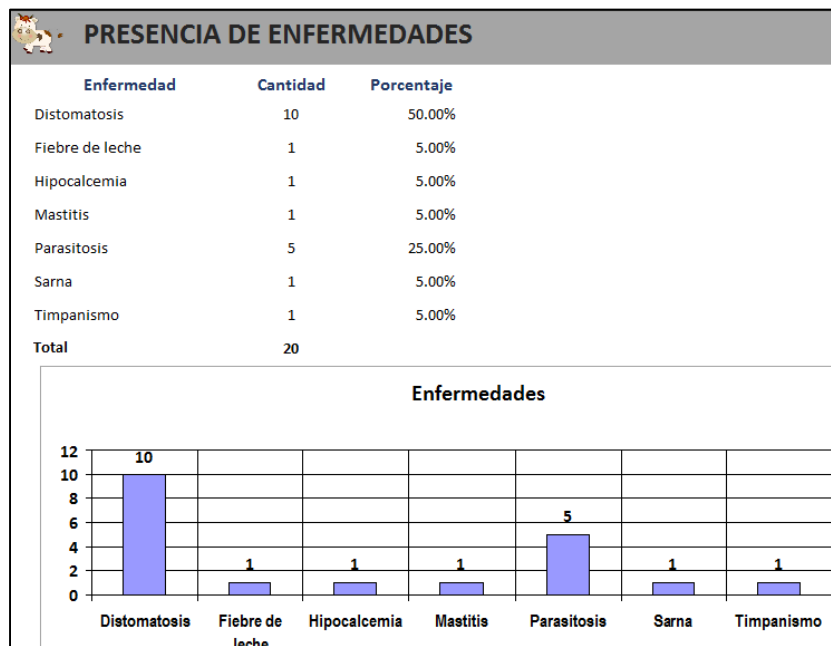 PRESENCIA DE ENFERMEDADES
Enfermedad Cantidad Porcentaje
Distomatosis 10 50.00%
Fiebre de leche 1 5.00%
Hipocalcemia 1 5.00%
Mastitis 1 5.00%
Parasitosis 5 25.00%
Sarna 1 5.00%
Timpanismo 1 5.00%
Total 20
Enfermedades
12
10
8
6
4
2
0
10 1 1 1 5 1 1
Distomatosis Fiebre de leche Hipocalcemia Mastitis Parasitosis Sarna Timpanismo